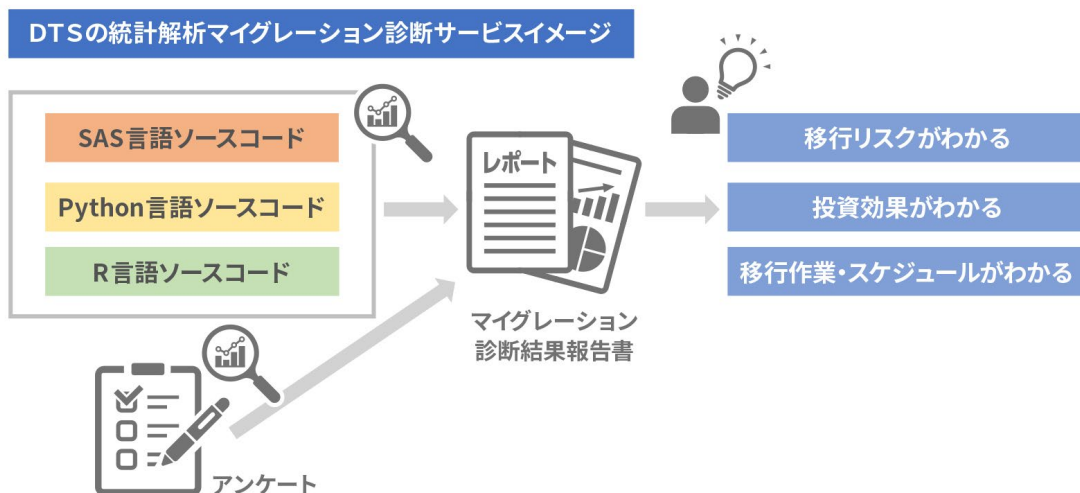 DTSの統計解析マイグレーション診断サービスイメージ
SAS言語ソースコード
Python言語ソースコード
R言語ソースコード
レポート
マイグレーション
診断結果報告書
アンケート
移行リスクがわかる
投資効果がわかる
移行作業・スケジュールがわかる